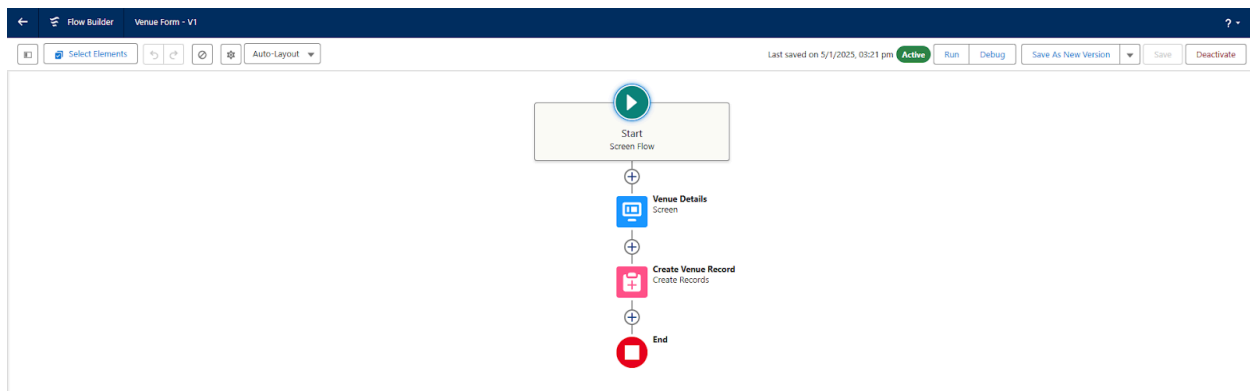 Flow Builder Venue Form - V1 ?
Select Elements Auto-Layout Last saved on 5/1/2025, 03:21 pm Active Run Debug Save As New Version Save Deactivate
Start
Screen Flow
Venue Details
Screen
Create Venue Record
Create Records
End